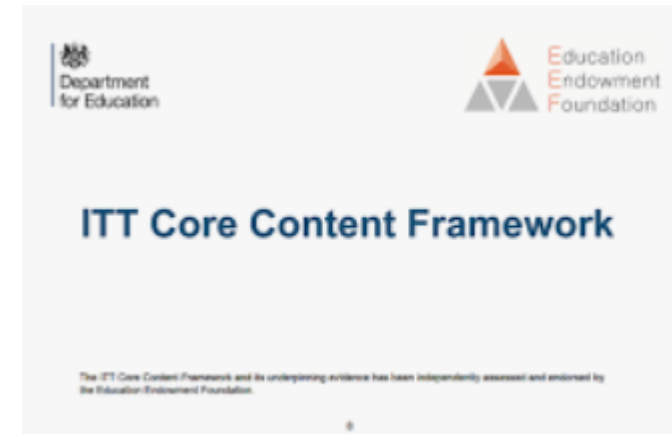 Department
for Education
Education
Endowment
Foundation
ITT Core Content Framework
The ITT Core Content Framework and its underpinning evidence has been independently assessed and endorsed by
the Education Endowment Foundation.